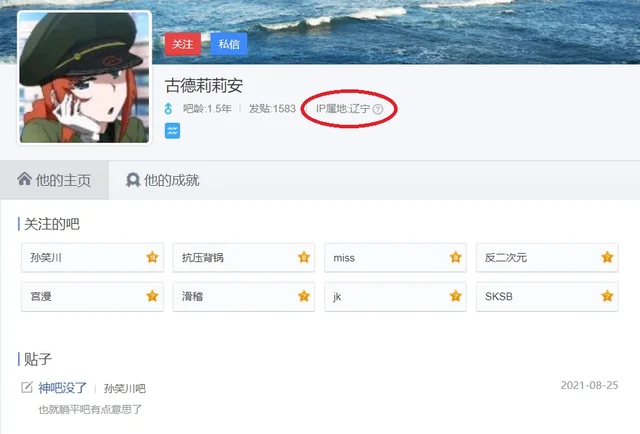 关注 私信
古德莉莉安
吧龄:1.5年 发贴:1583 IP属地:辽宁
他的主页 他的成就
关注的吧
孙笑川 抗压背锅 miss 反二次元
宫漫 滑稽 jk SKSB
贴子
神吧没了 孙笑川吧 2021-08-25
也就躺平吧有点意思了